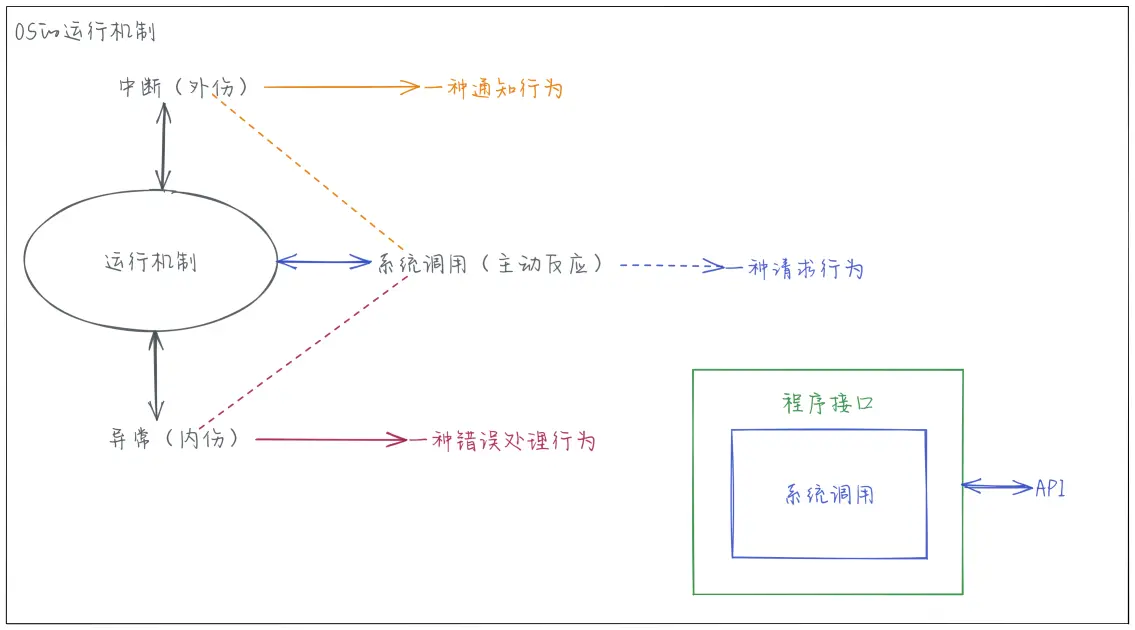 OS的运行机制
中断（外伤）
一种通知行为
运行机制
系统调用（主动反应）
一种请求行为
异常（内伤）
一种错误处理行为
程序接口
系统调用
API